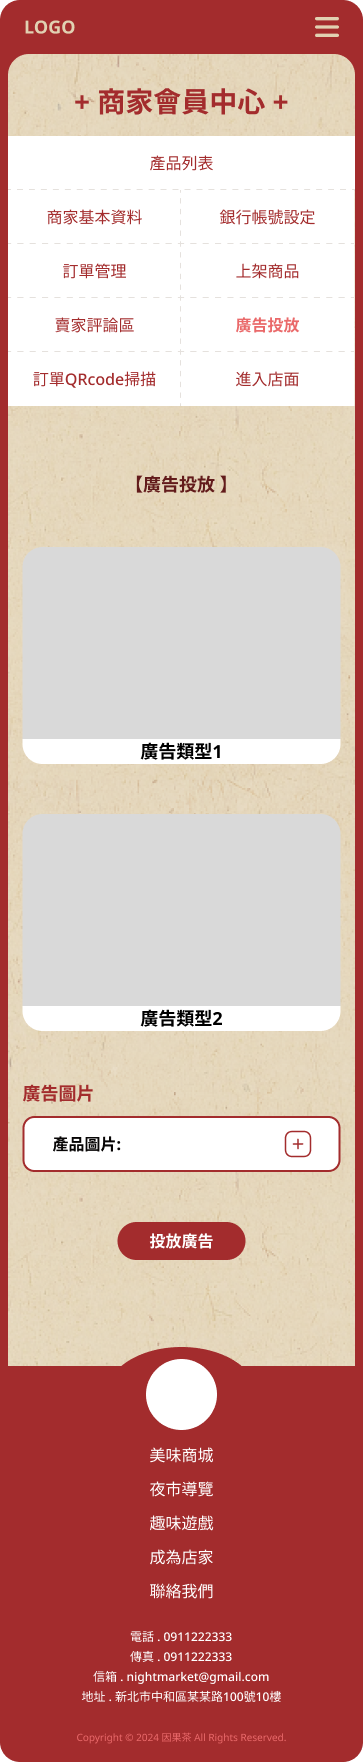 LOGO
+ 商家會員中心 +
產品列表
商家基本資料 銀行帳號設定
訂單管理 上架商品
賣家評論區 廣告投放
訂單QRcode掃描 進入店面
【廣告投放 】
廣告類型1
廣告類型2
廣告圖片
產品圖片:
投放廣告
美味商城
夜市導覽
趣味遊戲
成為店家
聯絡我們
電話 . 0911222333
傳真 . 0911222333
信箱 . nightmarket@gmail.com
地址 . 新北市中和區某某路100號10樓
Copyright © 2024 因果茶 All Rights Reserved.